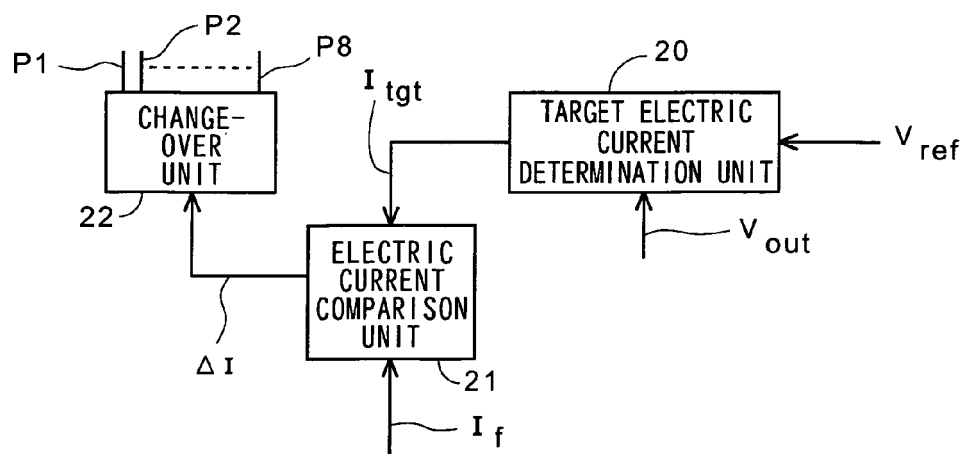 P1
P2
P8
CHANGE-
OVER
UNIT
22
I tgt
20
TARGET ELECTRIC
CURRENT
DETERMINATION UNIT
V ref
V out
ELECTRIC
CURRENT
COMPARISON
UNIT
21
Δ I
I f